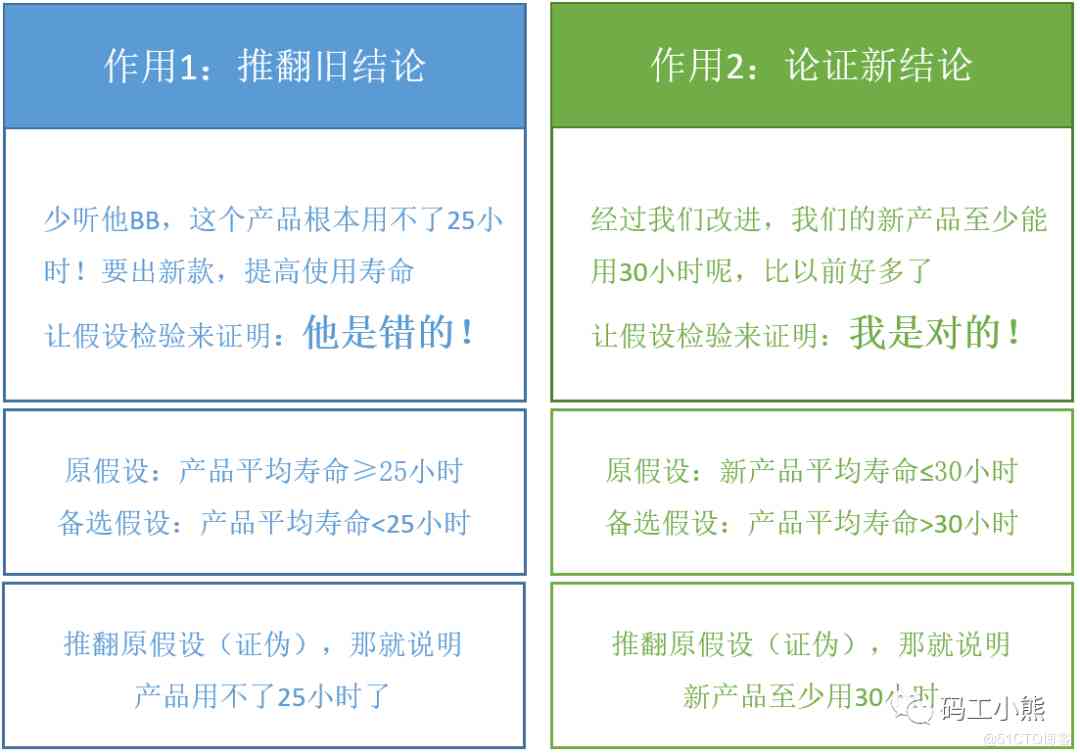 作用1：推翻旧结论
少听他BB，这个产品根本用不了25小
时！要出新款，提高使用寿命
让假设检验来证明：他是错的！
原假设：产品平均寿命≥25小时
备选假设：产品平均寿命<25小时
推翻原假设（证伪），那就说明
产品用不了25小时了
作用2：论证新结论
经过我们改进，我们的新产品至少能
用30小时呢，比以前好多了
让假设检验来证明：我是对的！
原假设：新产品平均寿命≤30小时
备选假设：产品平均寿命>30小时
推翻原假设（证伪），那就说明
新产品至少用30小时
码工小熊
@51CTO博客